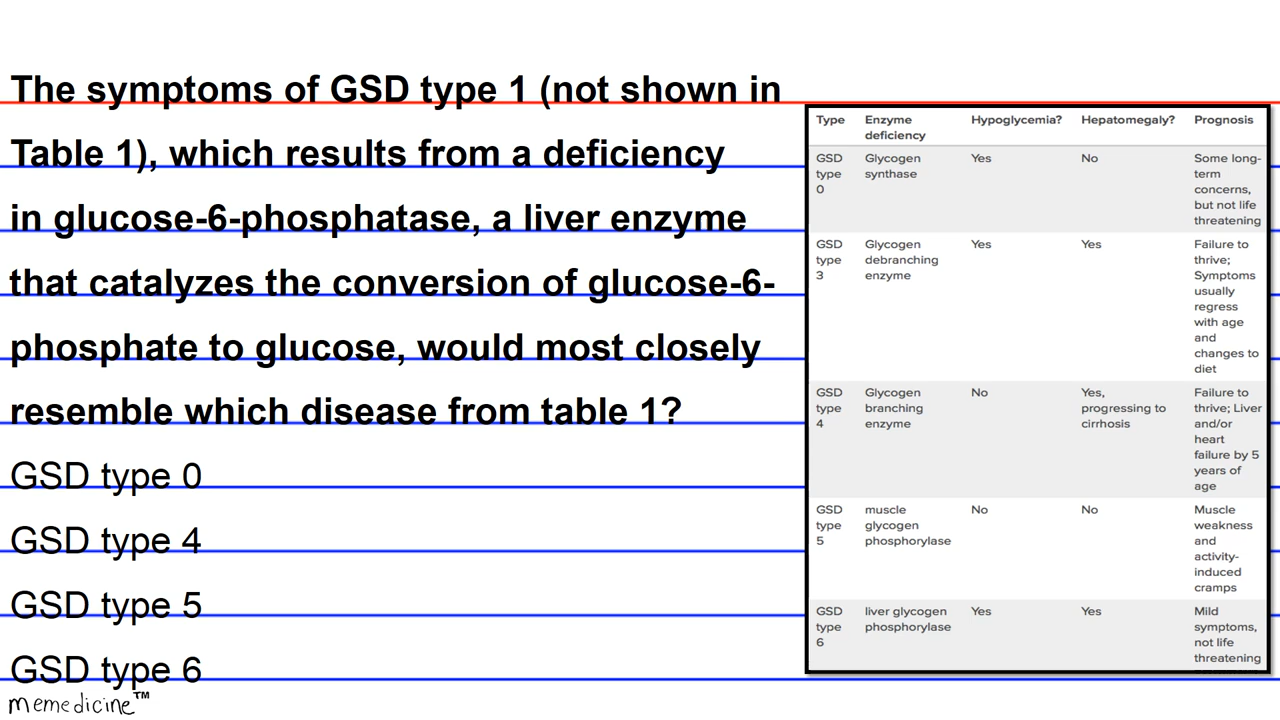 The symptoms of GSD type 1 (not shown in
Table 1), which results from a deficiency
in glucose-6-phosphatase, a liver enzyme
that catalyzes the conversion of glucose-6-
phosphate to glucose, would most closely
resemble which disease from table 1?
GSD type 0
GSD type 4
GSD type 5
GSD type 6
memedicine™
Type Enzyme deficiency Hypoglycemia? Hepatomegaly? Prognosis
GSD type 0 Glycogen synthase Yes No Some long-term concerns, but not life threatening
GSD type 3 Glycogen debranching enzyme Yes Yes Failure to thrive; Symptoms usually regress with age and changes to diet
GSD type 4 Glycogen branching enzyme No Yes, progressing to cirrhosis Failure to thrive; Liver and/or heart failure by 5 years of age
GSD type 5 muscle glycogen phosphorylase No No Muscle weakness and activity-induced cramps
GSD type 6 liver glycogen phosphorylase Yes Yes Mild symptoms, not life threatening